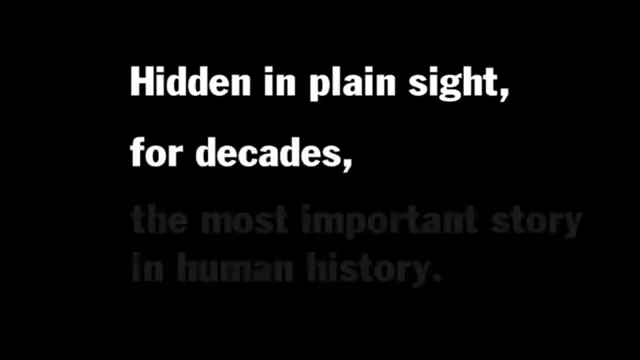 Hidden in plain sight,
for decades,
the most important story
in human history.